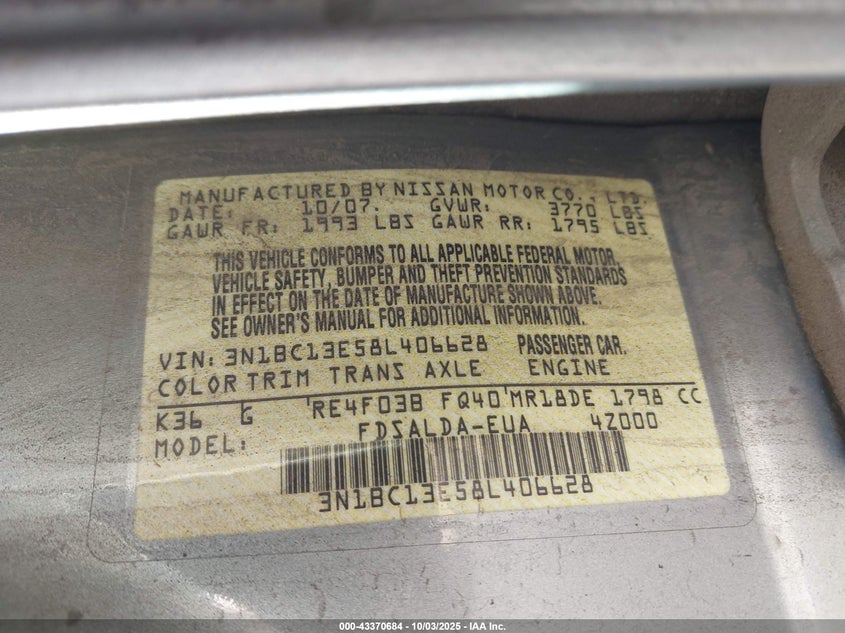 MANUFACTURED BY NISSAN MOTOR CO., LTD.
DATE: 10/07. GVWR: 3770 LBS
GAWR FR: 1993 LBS GAWR RR: 1795 LBS
THIS VEHICLE CONFORMS TO ALL APPLICABLE FEDERAL MOTOR
VEHICLE SAFETY, BUMPER AND THEFT PREVENTION STANDARDS
IN EFFECT ON THE DATE OF MANUFACTURE SHOWN ABOVE.
SEE OWNER'S MANUAL FOR ADDITIONAL INFORMATION.
VIN: 3N1BC13E58L406628 PASSENGER CAR.
COLOR TRIM TRANS AXLE ENGINE
K36 G RE4F03B FQ40 MR18DE 1798 CC
MODEL: FDSALDA-EUA 4Z000
3N1BC13E58L406628
000-43370684 - 10/03/2025 - IAA Inc.